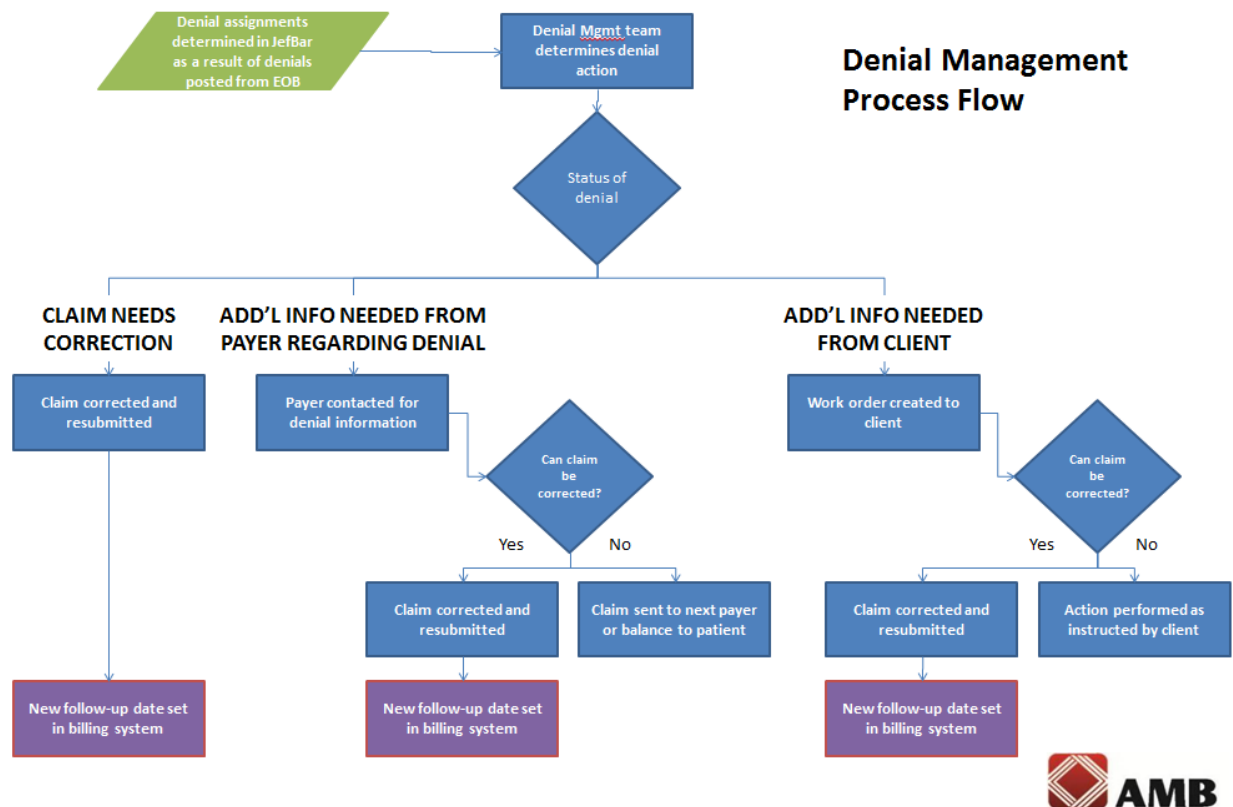 Denial assignments
determined in JefBar
as a result of denials
posted from EOB
Denial Mgmt team
determines denial
action
Denial Management
Process Flow
Status of
denial
CLAIM NEEDS
CORRECTION
ADD’L INFO NEEDED FROM
PAYER REGARDING DENIAL
ADD’L INFO NEEDED
FROM CLIENT
Claim corrected and
resubmitted
Payer contacted for
denial information
Can claim
be
corrected?
Work order created to
client
Can claim
be
corrected?
Yes
No
Yes
No
Claim corrected and
resubmitted
Claim sent to next payer
or balance to patient
Claim corrected and
resubmitted
Action performed as
instructed by client
New follow-up date set
in billing system
New follow-up date set
in billing system
New follow-up date set
in billing system
AMB